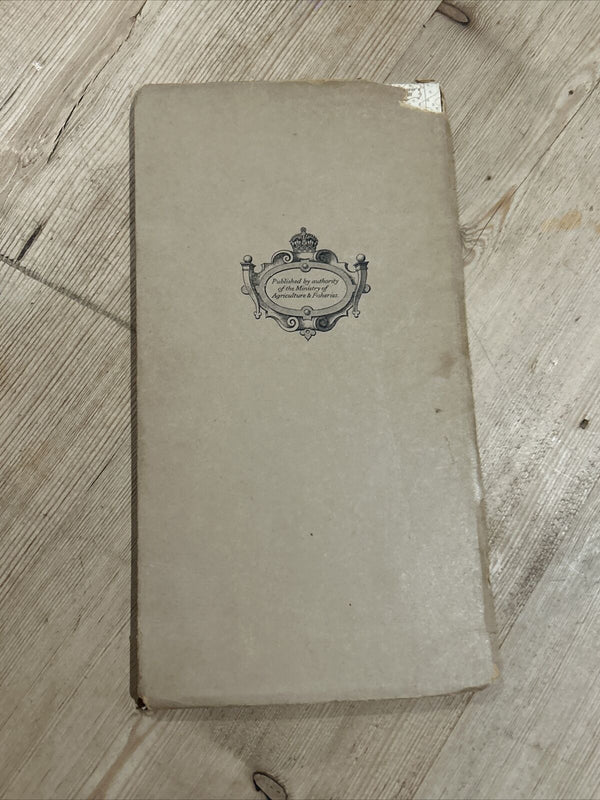 Published by authority
of the Ministry of
Agriculture & Fisheries.